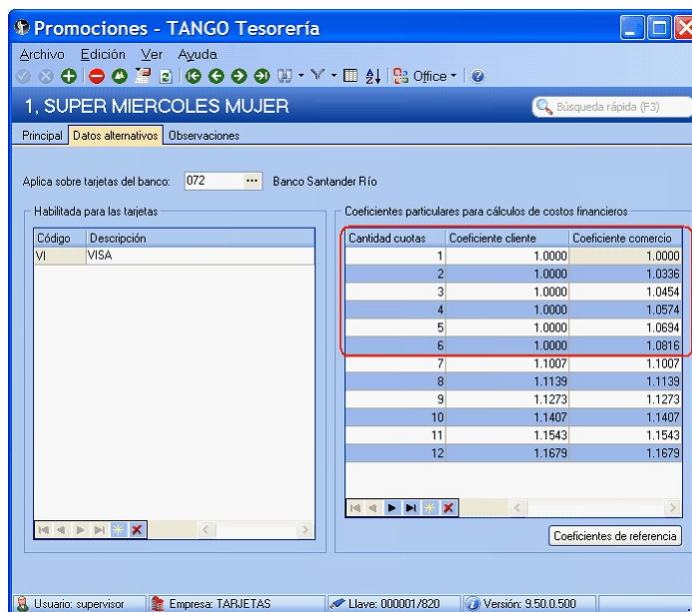 Promociones - TANGO Tesorería
Archivo Edición Ver Ayuda
Office
1, SUPER MIERCOLES MUJER
Búsqueda rápida (F3)
Principal Datos alternativos Observaciones
Aplica sobre tarjetas del banco: 072 ... Banco Santander Río
Habilitada para las tarjetas
Código Descripción
VI VISA
Coeficientes particulares para cálculos de costos financieros
Cantidad cuotas Coeficiente cliente Coeficiente comercio
1 1.0000 1.0000
2 1.0000 1.0336
3 1.0000 1.0454
4 1.0000 1.0574
5 1.0000 1.0694
6 1.0000 1.0816
7 1.1007 1.1007
8 1.1139 1.1139
9 1.1273 1.1273
10 1.1407 1.1407
11 1.1543 1.1543
12 1.1679 1.1679
Coeficientes de referencia
Usuario: supervisor Empresa: TARJETAS Llave: 000001/820 Versión: 9.50.0.500